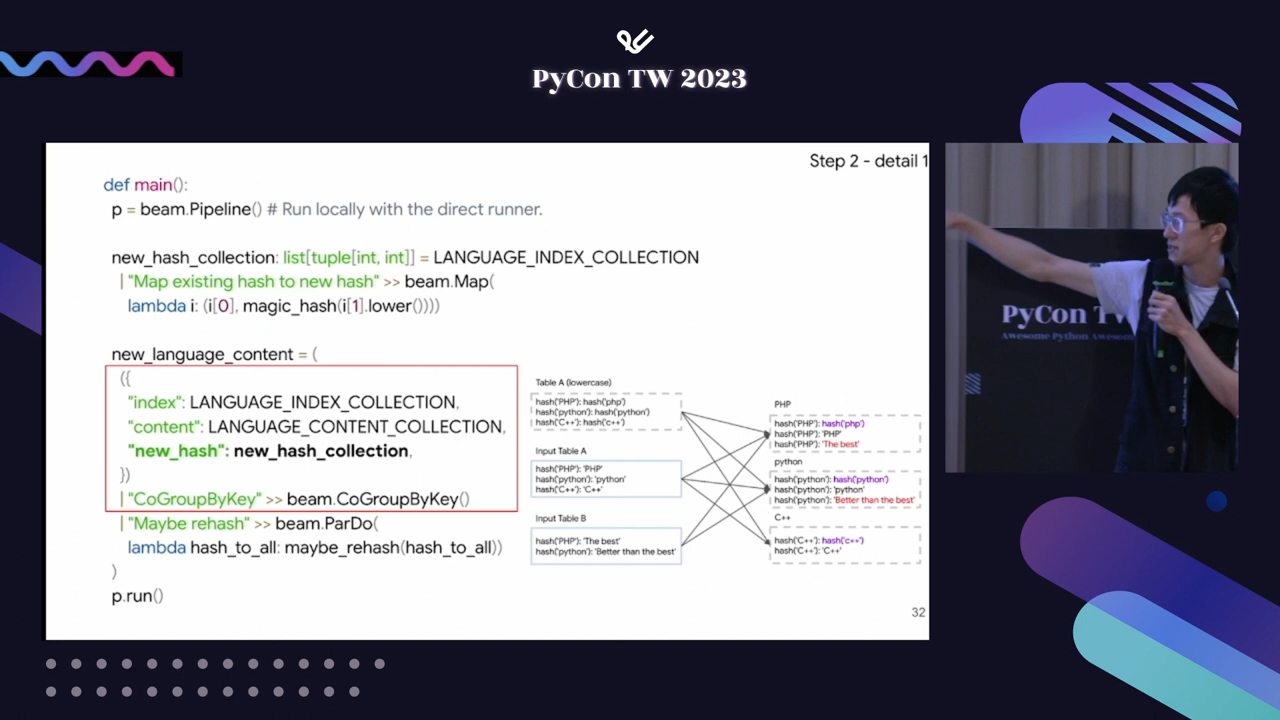 PyCon TW 2023
Step 2 - detail 1
def main():
p = beam.Pipeline() # Run locally with the direct runner.
new_hash_collection: list[tuple[int, int]] = LANGUAGE_INDEX_COLLECTION
| "Map existing hash to new hash" >> beam.Map(
lambda i: (i[0], magic_hash(i[1].lower())))
new_language_content = (
({
"index": LANGUAGE_INDEX_COLLECTION,
"content": LANGUAGE_CONTENT_COLLECTION,
"new_hash": new_hash_collection,
})
| "CoGroupByKey" >> beam.CoGroupByKey()
| "Maybe rehash" >> beam.ParDo(
lambda hash_to_all: maybe_rehash(hash_to_all))
)
p.run()
Table A (lowercase)
hash('PHP'): hash('php')
hash('python'): hash('python')
hash('C++'): hash('c++')
Input Table A
hash('PHP'): 'PHP'
hash('python'): 'python'
hash('C++'): 'C++'
Input Table B
hash('PHP'): 'The best'
hash('python'): 'Better than the best'
PHP
hash('PHP'): hash('php')
hash('PHP'): 'PHP'
hash('PHP'): 'The best'
python
hash('python'): hash('python')
hash('python'): 'python'
hash('python'): 'Better than the best'
C++
hash('C++'): hash('c++')
hash('C++'): 'C++'
32
PyCon TW
Awesome Python Awesome